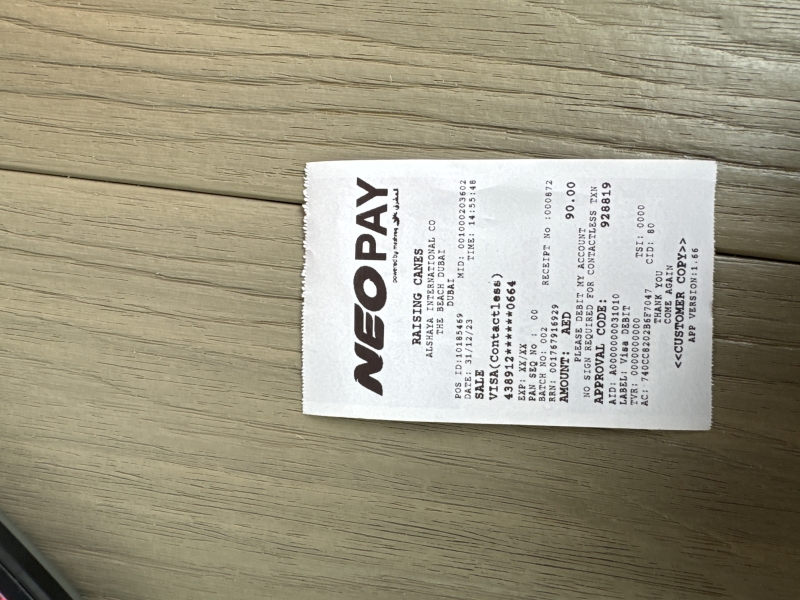 NEOPAY
powered by mashreq المشرق
RAISING CANES
ALSHAYA INTERNATIONAL CO
THE BEACH DUBAI
DUBAI
POS ID:10185469 MID: 001000203602
DATE: 31/12/23 TIME: 14:55:48
SALE
VISA(Contactless)
438912******0664
EXP: XX/XX
PAN SEQ No : 00
BATCH NO: 002 RECEIPT No :000872
RRN: 001767916929
AMOUNT: AED 90.00
PLEASE DEBIT MY ACCOUNT
NO SIGN REQUIRED FOR CONTACTLESS TXN
APPROVAL CODE: 928819
AID: A0000000031010
LABEL: Visa DEBIT
TVR: 0000000000 TSI: 0000
AC: 740CC8202B6F7047 CID: 80
THANK YOU
COME AGAIN
<<CUSTOMER COPY>>
APP VERSION:1.66